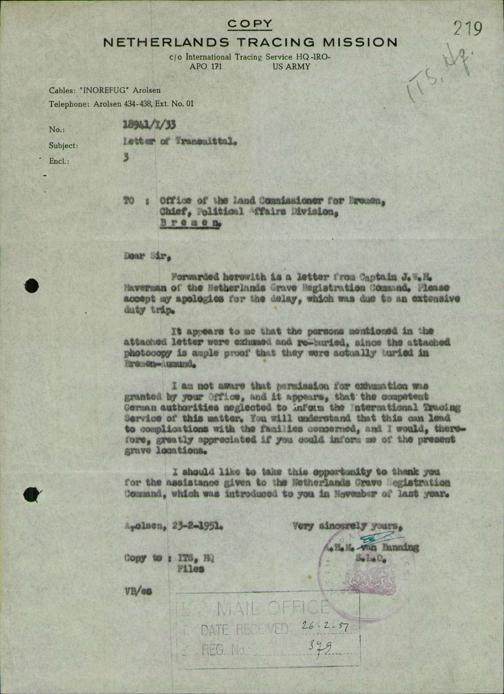 COPY
219
NETHERLANDS TRACING MISSION
c/o International Tracing Service HQ -IRO-
APO 171 US ARMY
ITS, Hq.
Cables: "INOREFUG" Arolsen
Telephone: Arolsen 434-438, Ext. No. 01
No.: 18941/I/33
Subject: Letter of Transmittal.
Encl.: 3
TO : Office of the Land Commissioner for Bremen,
Chief, Political Affairs Division,
Bremen.
Dear Sir,
Forwarded herewith is a letter from Captain J.W.H.
Haverman of the Netherlands Grave Registration Command. Please
accept my apologies for the delay, which was due to an extensive
duty trip.
It appears to me that the persons mentioned in the
attached letter were exhumed and re-buried, since the attached
photocopy is ample proof that they were actually buried in
Bremen-Aumund.
I am not aware that permission for exhumation was
granted by your Office, and it appears, that the competent
German authorities neglected to inform the International Tracing
Service of this matter. You will understand that this can lead
to complications with the families concerned, and I would, there-
fore, greatly appreciated if you could inform me of the present
grave locations.
I should like to take this opportunity to thank you
for the assistance given to the Netherlands Grave Registration
Command, which was introduced to you in November of last year.
Arolsen, 23-2-1951. Very sincerely yours,
van Banning
Copy to : ITS, HQ S.L.O.
Files
VB/es
MAIL OFFICE
DATE RECEIVED 26-2-51
REG. No. 379